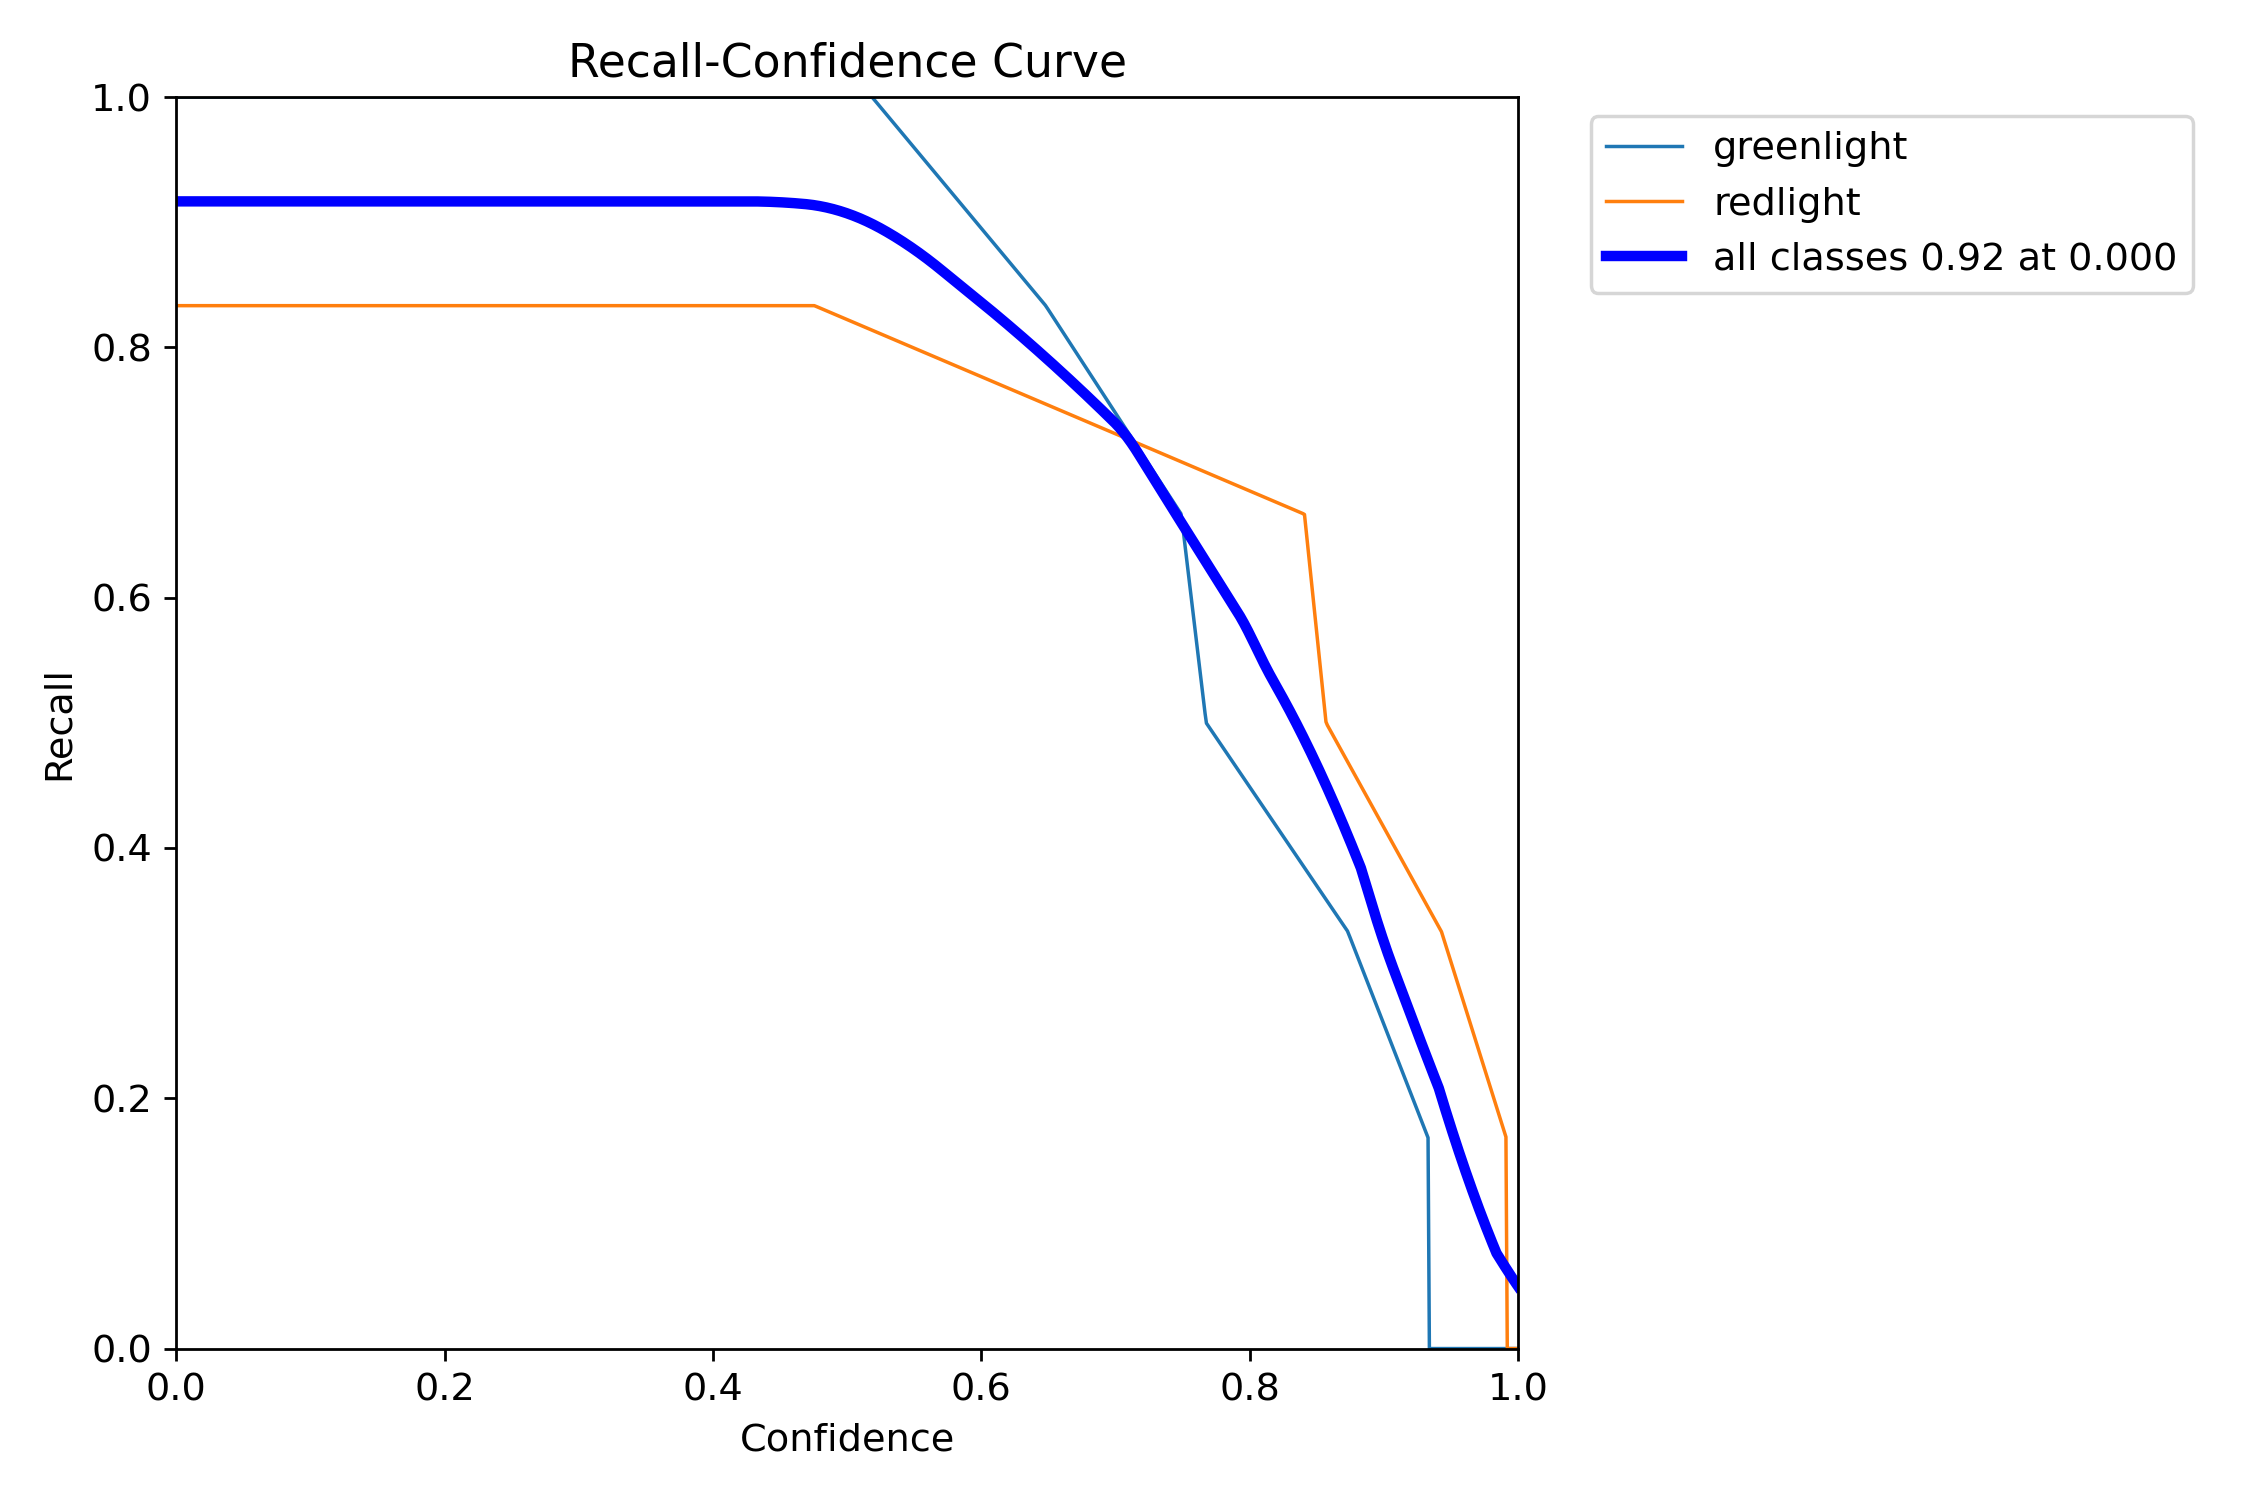 Recall-Confidence Curve
1.0
0.8
0.6
0.4
0.2
0.0
Recall
0.0 0.2 0.4 0.6 0.8 1.0
Confidence
greenlight
redlight
all classes 0.92 at 0.000